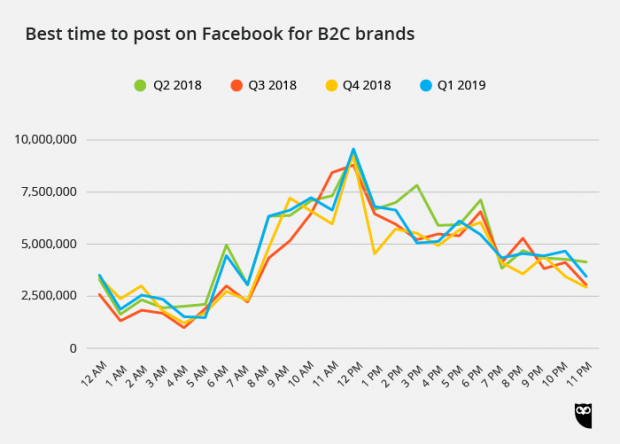 Best time to post on Facebook for B2C brands
Q2 2018 Q3 2018 Q4 2018 Q1 2019
10,000,000
7,500,000
5,000,000
2,500,000
0
12 AM 1 AM 2 AM 3 AM 4 AM 5 AM 6 AM 7 AM 8 AM 9 AM 10 AM 11 AM 12 PM 1 PM 2 PM 3 PM 4 PM 5 PM 6 PM 7 PM 8 PM 9 PM 10 PM 11 PM